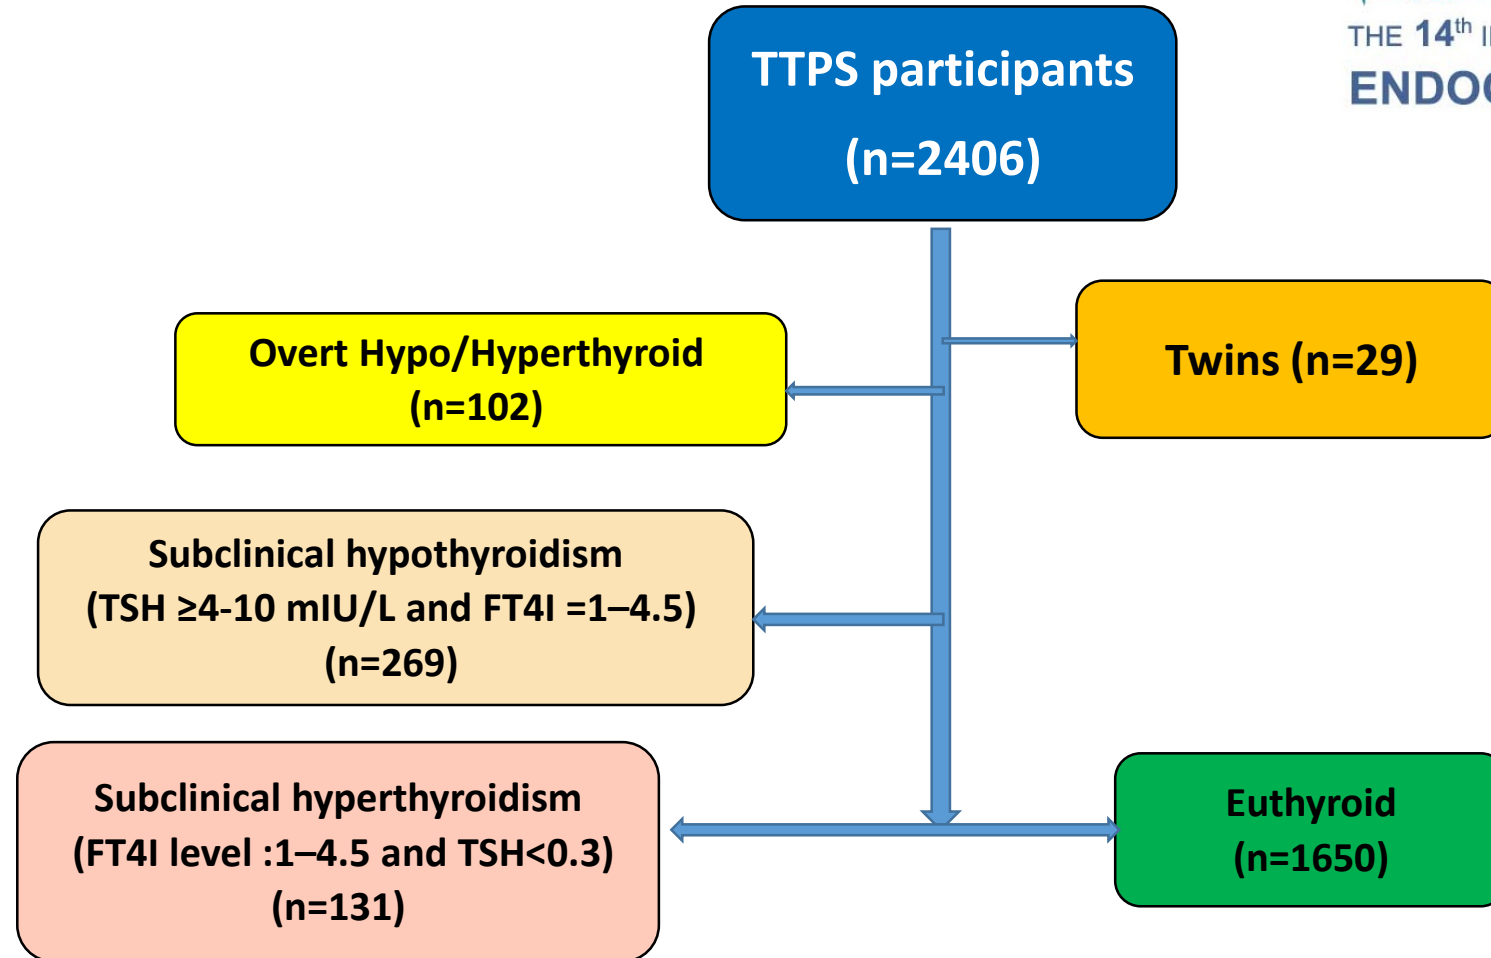 THE 14th
ENDOC
TTPS participants
(n=2406)
Overt Hypo/Hyperthyroid
(n=102)
Twins (n=29)
Subclinical hypothyroidism
(TSH ≥4-10 mIU/L and FT4I =1–4.5)
(n=269)
Subclinical hyperthyroidism
(FT4I level :1–4.5 and TSH<0.3)
(n=131)
Euthyroid
(n=1650)